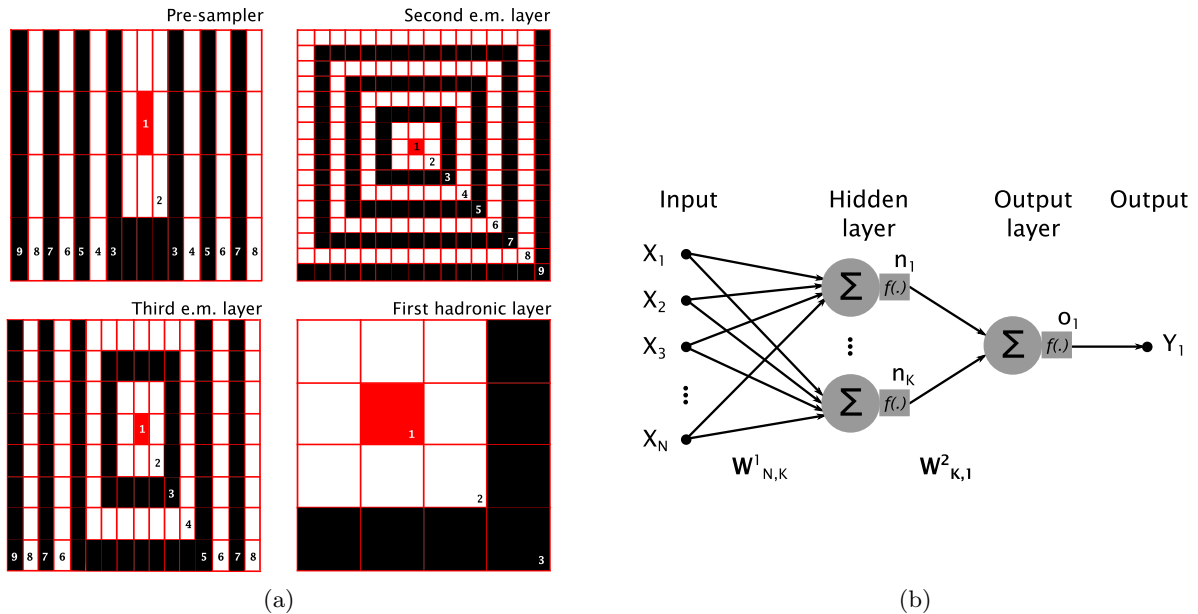 Pre-sampler
1
2
9 8 7 6 5 4 3 3 4 5 6 7 8
Second e.m. layer
1
2
3
4
5
6
7
8
9
Third e.m. layer
1
2
3
4
9 8 7 6 5 6 7 8
First hadronic layer
1
2
3
(a)
Input
Hidden
layer
Output
layer
Output
X1
X2
X3
⋮
XN
Σ
n1
f(.)
⋮
Σ
nK
f(.)
Σ
o1
f(.)
Y1
W¹N,K
W²K,1
(b)